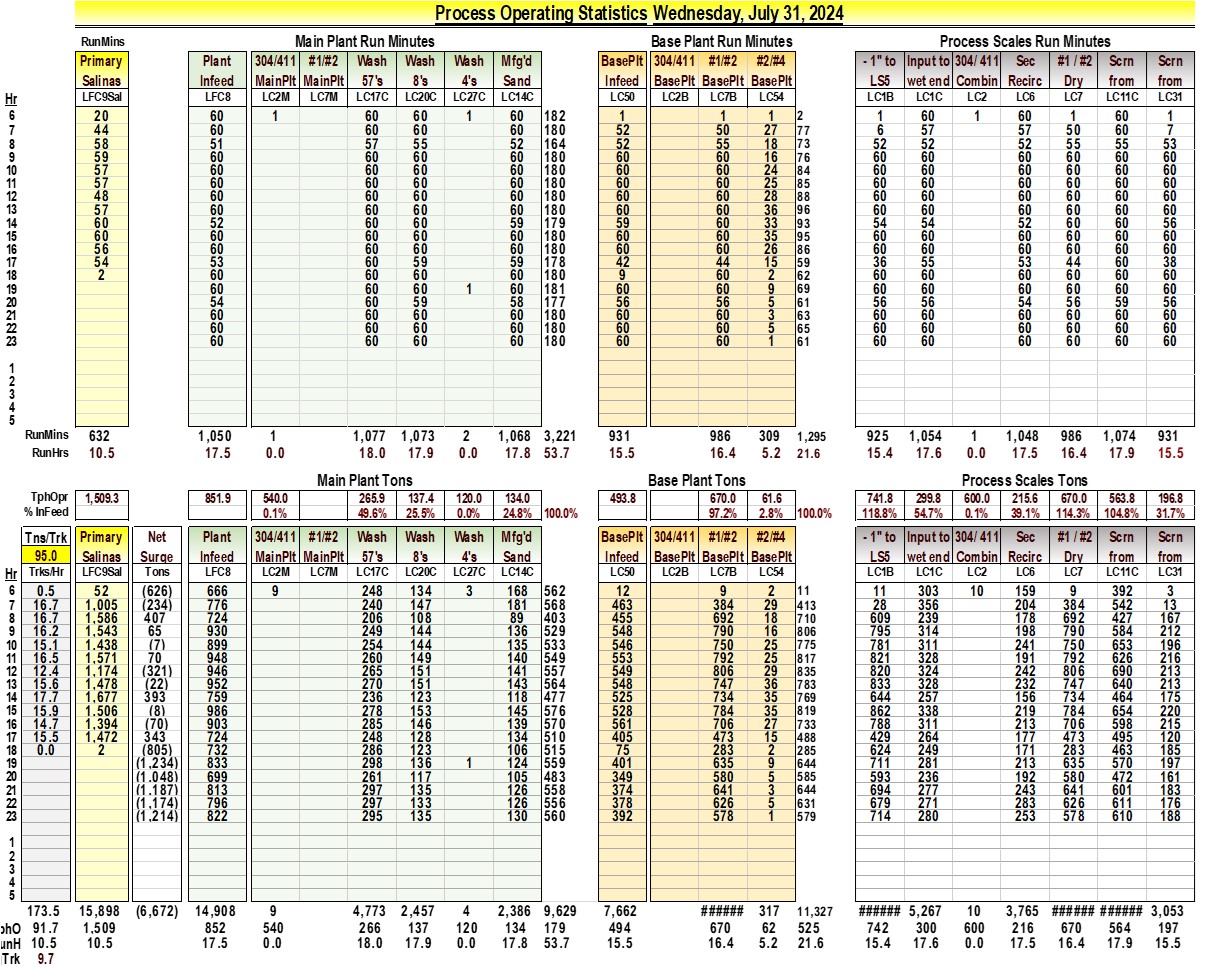 Process Operating Statistics Wednesday, July 31, 2024
RunMins Main Plant Run Minutes Base Plant Run Minutes Process Scales Run Minutes
Primary Plant 304/411 #1/#2 Wash Wash Wash Mfg'd BasePlt 304/411 #1/#2 #2/#4 - 1" to Input to 304/ 411 Sec #1 / #2 Scrn Scrn
Salinas Infeed MainPlt MainPlt 57's 8's 4's Sand Infeed BasePlt BasePlt BasePlt LS5 wet end Combin Recirc Dry from from
Hr LFC9Sal LFC8 LC2M LC7M LC17C LC20C LC27C LC14C LC50 LC2B LC7B LC54 LC1B LC1C LC2 LC6 LC7 LC11C LC31
6 20 60 1 60 60 1 60 182 1 1 1 2 1 60 1 60 1 60 1
7 44 60 60 60 60 180 52 50 27 77 6 57 57 50 60 7
8 58 51 57 55 52 164 52 55 18 73 52 52 52 55 55 53
9 59 60 60 60 60 180 60 60 16 76 60 60 60 60 60 60
10 57 60 60 60 60 180 60 60 24 84 60 60 60 60 60 60
11 57 60 60 60 60 180 60 60 25 85 60 60 60 60 60 60
12 48 60 60 60 60 180 60 60 28 88 60 60 60 60 60 60
13 57 60 60 60 60 180 60 60 36 96 60 60 60 60 60 60
14 60 52 60 60 59 179 59 60 33 93 54 54 52 60 60 56
15 60 60 60 60 60 180 60 60 35 95 60 60 60 60 60 60
16 56 60 60 60 60 180 60 60 26 86 60 60 60 60 60 60
17 54 53 60 59 59 178 42 44 15 59 36 55 53 44 60 38
18 2 60 60 60 60 180 9 60 2 62 60 60 60 60 60 60
19 60 60 60 1 60 181 60 60 9 69 60 60 60 60 60 60
20 54 60 59 58 177 56 56 5 61 56 56 54 56 59 56
21 60 60 60 60 180 60 60 3 63 60 60 60 60 60 60
22 60 60 60 60 180 60 60 5 65 60 60 60 60 60 60
23 60 60 60 60 180 60 60 1 61 60 60 60 60 60 60
1
2
3
4
5
RunMins 632 1,050 1 1,077 1,073 2 1,068 3,221 931 986 309 1,295 925 1,054 1 1,048 986 1,074 931
RunHrs 10.5 17.5 0.0 18.0 17.9 0.0 17.8 53.7 15.5 16.4 5.2 21.6 15.4 17.6 0.0 17.5 16.4 17.9 15.5
Main Plant Tons Base Plant Tons Process Scales Tons
TphOpr 1,509.3 851.9 540.0 265.9 137.4 120.0 134.0 493.8 670.0 61.6 741.8 299.8 600.0 215.6 670.0 563.8 196.8
% InFeed 0.1% 49.6% 25.5% 0.0% 24.8% 100.0% 97.2% 2.8% 100.0% 118.8% 54.7% 0.1% 39.1% 114.3% 104.8% 31.7%
Tns/Trk Primary Net Plant 304/411 #1/#2 Wash Wash Wash Mfg'd BasePlt 304/411 #1/#2 #2/#4 - 1" to Input to 304/ 411 Sec #1 / #2 Scrn Scrn
95.0 Salinas Surge Infeed MainPlt MainPlt 57's 8's 4's Sand Infeed BasePlt BasePlt BasePlt LS5 wet end Combin Recirc Dry from from
Hr Trks/Hr LFC9Sal Tons LFC8 LC2M LC7M LC17C LC20C LC27C LC14C LC50 LC2B LC7B LC54 LC1B LC1C LC2 LC6 LC7 LC11C LC31
6 0.5 52 (626) 666 9 248 134 3 168 562 12 9 2 11 11 303 10 159 9 392 3
7 16.7 1,005 (234) 776 240 147 181 568 463 384 29 413 28 356 204 384 542 13
8 16.7 1,586 407 724 206 108 89 403 455 692 18 710 609 239 178 692 427 167
9 16.2 1,543 65 930 249 144 136 529 548 790 16 806 795 314 198 790 584 212
10 15.1 1,438 (7) 899 254 144 135 533 546 750 25 775 781 311 241 750 653 196
11 16.5 1,571 70 948 260 149 140 549 553 792 25 817 821 328 191 792 626 216
12 12.4 1,174 (321) 946 265 151 141 557 549 806 29 835 820 324 242 806 690 213
13 15.6 1,478 (22) 952 270 151 143 564 548 747 36 783 833 328 232 747 640 213
14 17.7 1,677 393 759 236 123 118 477 525 734 35 769 644 257 156 734 464 175
15 15.9 1,506 (8) 986 278 153 145 576 528 784 35 819 862 338 219 784 654 220
16 14.7 1,394 (70) 903 285 146 139 570 561 706 27 733 788 311 213 706 598 215
17 15.5 1,472 343 724 248 128 134 510 405 473 15 488 429 264 177 473 495 120
18 0.0 2 (805) 732 286 123 106 515 75 283 2 285 624 249 171 283 463 185
19 (1,234) 833 298 136 1 124 559 401 635 9 644 711 281 213 635 570 197
20 (1,048) 699 261 117 105 483 349 580 5 585 593 236 192 580 472 161
21 (1,187) 813 297 135 126 558 374 641 3 644 694 277 243 641 601 183
22 (1,174) 796 297 133 126 556 378 626 5 631 679 271 283 626 611 176
23 (1,214) 822 295 135 130 560 392 578 1 579 714 280 253 578 610 188
1
2
3
4
5
173.5 15,898 (6,672) 14,908 9 4,773 2,457 4 2,386 9,629 7,662 ###### 317 11,327 ###### 5,267 10 3,765 ###### ###### 3,053
phO 91.7 1,509 852 540 266 137 120 134 179 494 670 62 525 742 300 600 216 670 564 197
unH 10.5 10.5 17.5 0.0 18.0 17.9 0.0 17.8 53.7 15.5 16.4 5.2 21.6 15.4 17.6 0.0 17.5 16.4 17.9 15.5
Trk 9.7